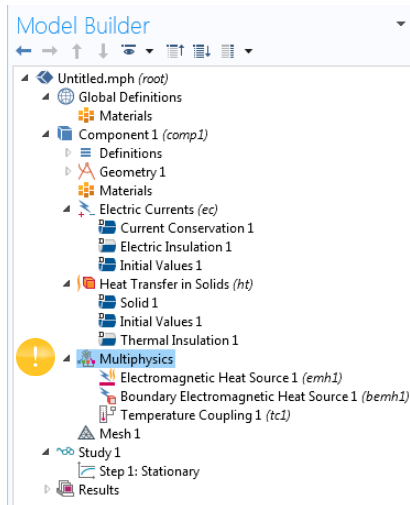 Model Builder
Untitled.mph (root)
Global Definitions
Materials
Component 1 (comp1)
Definitions
Geometry 1
Materials
Electric Currents (ec)
Current Conservation 1
Electric Insulation 1
Initial Values 1
Heat Transfer in Solids (ht)
Solid 1
Initial Values 1
Thermal Insulation 1
Multiphysics
Electromagnetic Heat Source 1 (emh1)
Boundary Electromagnetic Heat Source 1 (bemh1)
Temperature Coupling 1 (tc1)
Mesh 1
Study 1
Step 1: Stationary
Results